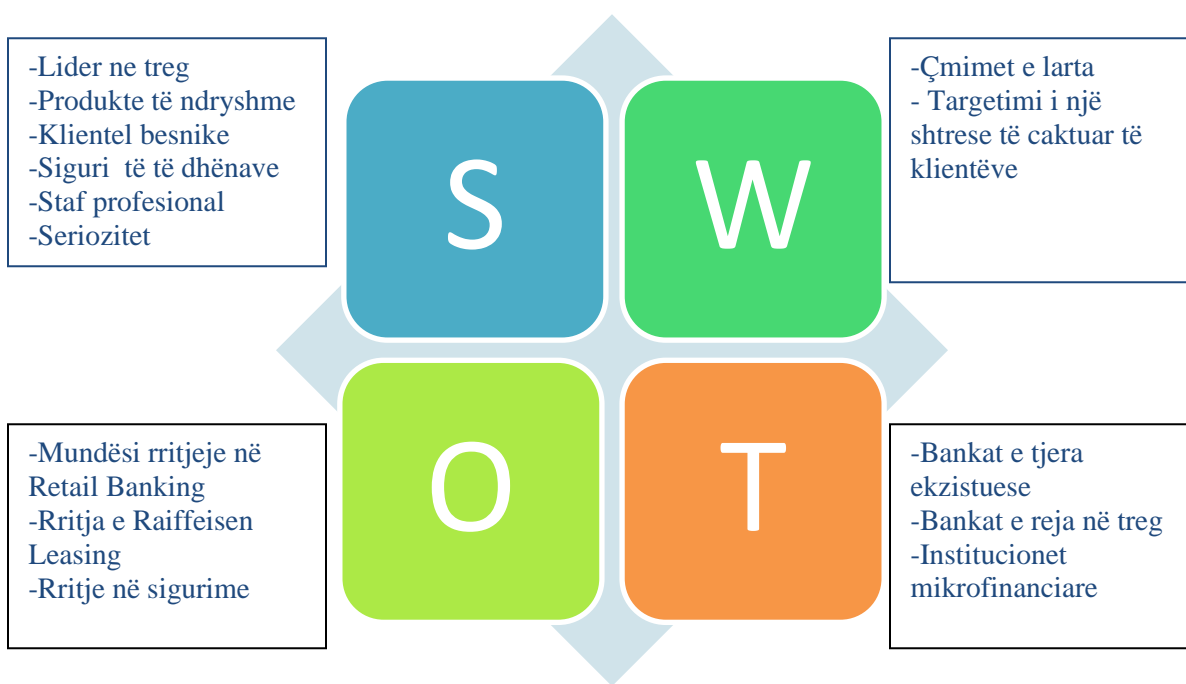 -Lider ne treg
-Produkte të ndryshme
-Klientel besnike
-Siguri  të të dhënave
-Staf profesional
-Seriozitet
S
W
-Çmimet e larta
- Targetimi i një
shtrese të caktuar të
klientëve
-Mundësi rritjeje në
Retail Banking
-Rritja e Raiffeisen
Leasing
-Rritje në sigurime
O
T
-Bankat e tjera
ekzistuese
-Bankat e reja në treg
-Institucionet
mikrofinanciare